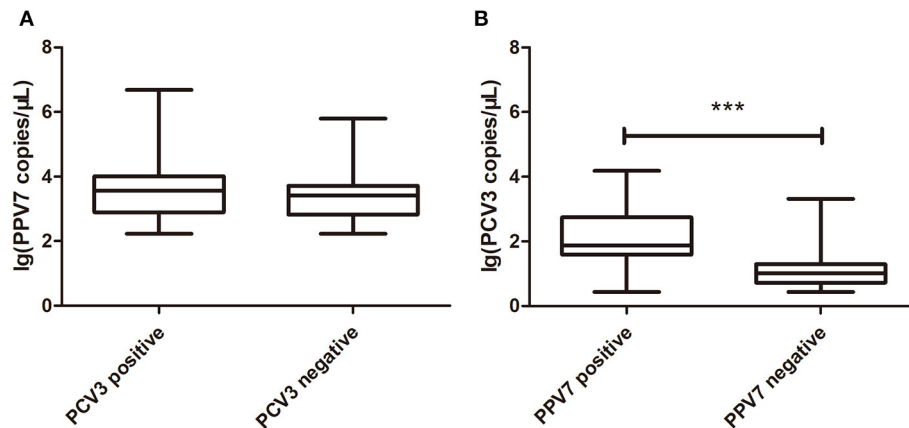 A
lg(PPV7 copies/µL)
8
6
4
2
0
PCV3 positive
PCV3 negative
B
lg(PCV3 copies/µL)
8
6
4
2
0
***
PPV7 positive
PPV7 negative